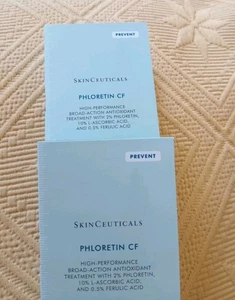 PREVENT
SKINCEUTICALS
PHLORETIN CF
HIGH-PERFORMANCE
BROAD-ACTION ANTIOXIDANT
TREATMENT WITH 2% PHLORETIN,
10% L-ASCORBIC ACID,
AND 0.5% FERULIC ACID
PREVENT
SKINCEUTICALS
PHLORETIN CF
HIGH-PERFORMANCE
BROAD-ACTION ANTIOXIDANT
TREATMENT WITH 2% PHLORETIN,
10% L-ASCORBIC ACID,
AND 0.5% FERULIC ACID